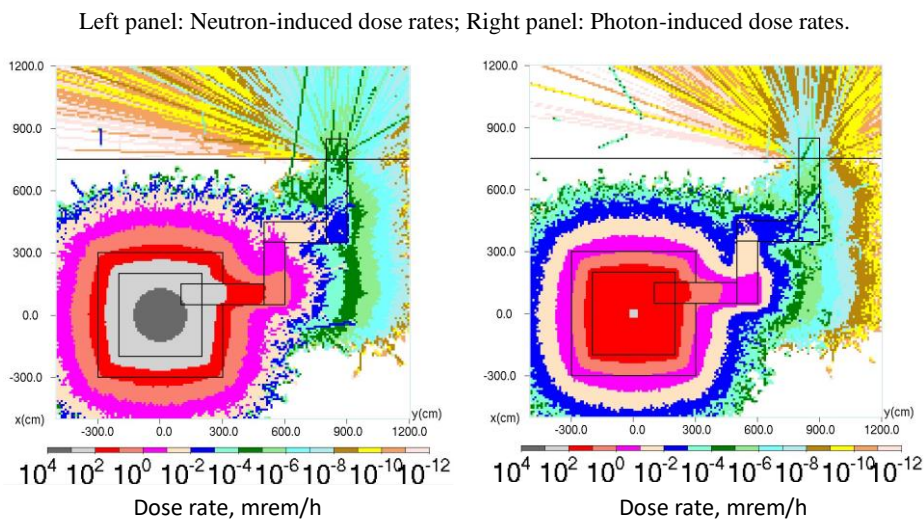 Left panel: Neutron-induced dose rates; Right panel: Photon-induced dose rates.
1200.0
900.0
600.0
300.0
0.0
-300.0
x(cm)
-300.0 0.0 300.0 600.0 900.0 1200.0
y(cm)
10^4 10^2 10^0 10^-2 10^-4 10^-6 10^-8 10^-10 10^-12
Dose rate, mrem/h
1200.0
900.0
600.0
300.0
0.0
-300.0
x(cm)
-300.0 0.0 300.0 600.0 900.0 1200.0
y(cm)
10^4 10^2 10^0 10^-2 10^-4 10^-6 10^-8 10^-10 10^-12
Dose rate, mrem/h